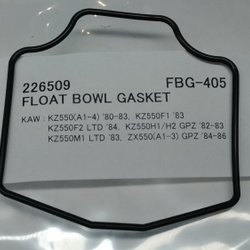 226509 FBG-405
FLOAT BOWL GASKET
KAW : KZ550(A1-4) '80-83, KZ550F1 '83
KZ550F2 LTD '84, KZ550H1/H2 GPZ '82-83
KZ550M1 LTD '83, ZX550(A1-3) GPZ '84-86